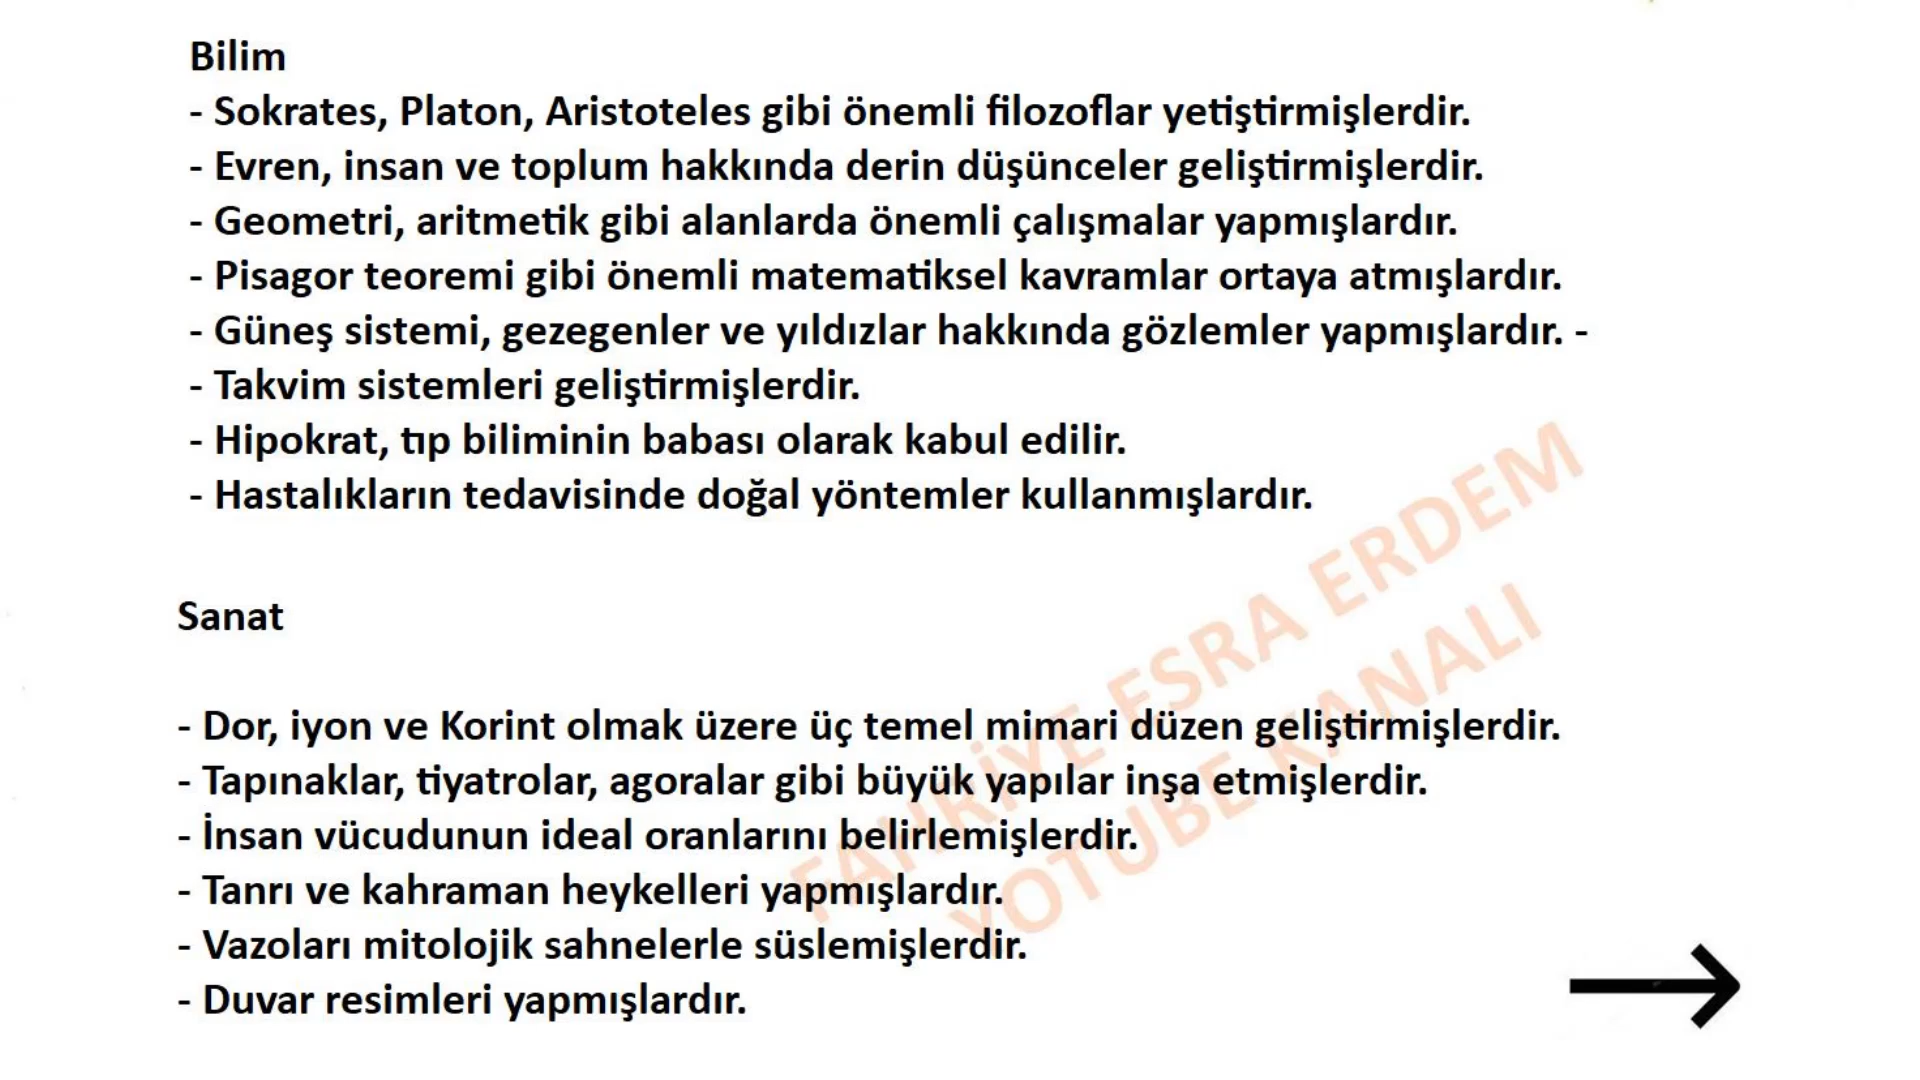 Bilim
- Sokrates, Platon, Aristoteles gibi önemli filozoflar yetiştirmişlerdir.
- Evren, insan ve toplum hakkında derin düşünceler geliştirmişlerdir.
- Geometri, aritmetik gibi alanlarda önemli çalışmalar yapmışlardır.
- Pisagor teoremi gibi önemli matematiksel kavramlar ortaya atmışlardır.
- Güneş sistemi, gezegenler ve yıldızlar hakkında gözlemler yapmışlardır. -
- Takvim sistemleri geliştirmişlerdir.
- Hipokrat, tıp biliminin babası olarak kabul edilir.
- Hastalıkların tedavisinde doğal yöntemler kullanmışlardır.
Sanat
- Dor, iyon ve Korint olmak üzere üç temel mimari düzen geliştirmişlerdir.
- Tapınaklar, tiyatrolar, agoralar gibi büyük yapılar inşa etmişlerdir.
- İnsan vücudunun ideal oranlarını belirlemişlerdir.
- Tanrı ve kahraman heykelleri yapmışlardır.
- Vazoları mitolojik sahnelerle süslemişlerdir.
- Duvar resimleri yapmışlardır.
FAHRİYE ESRA ERDEM
YOTUBE KANALI